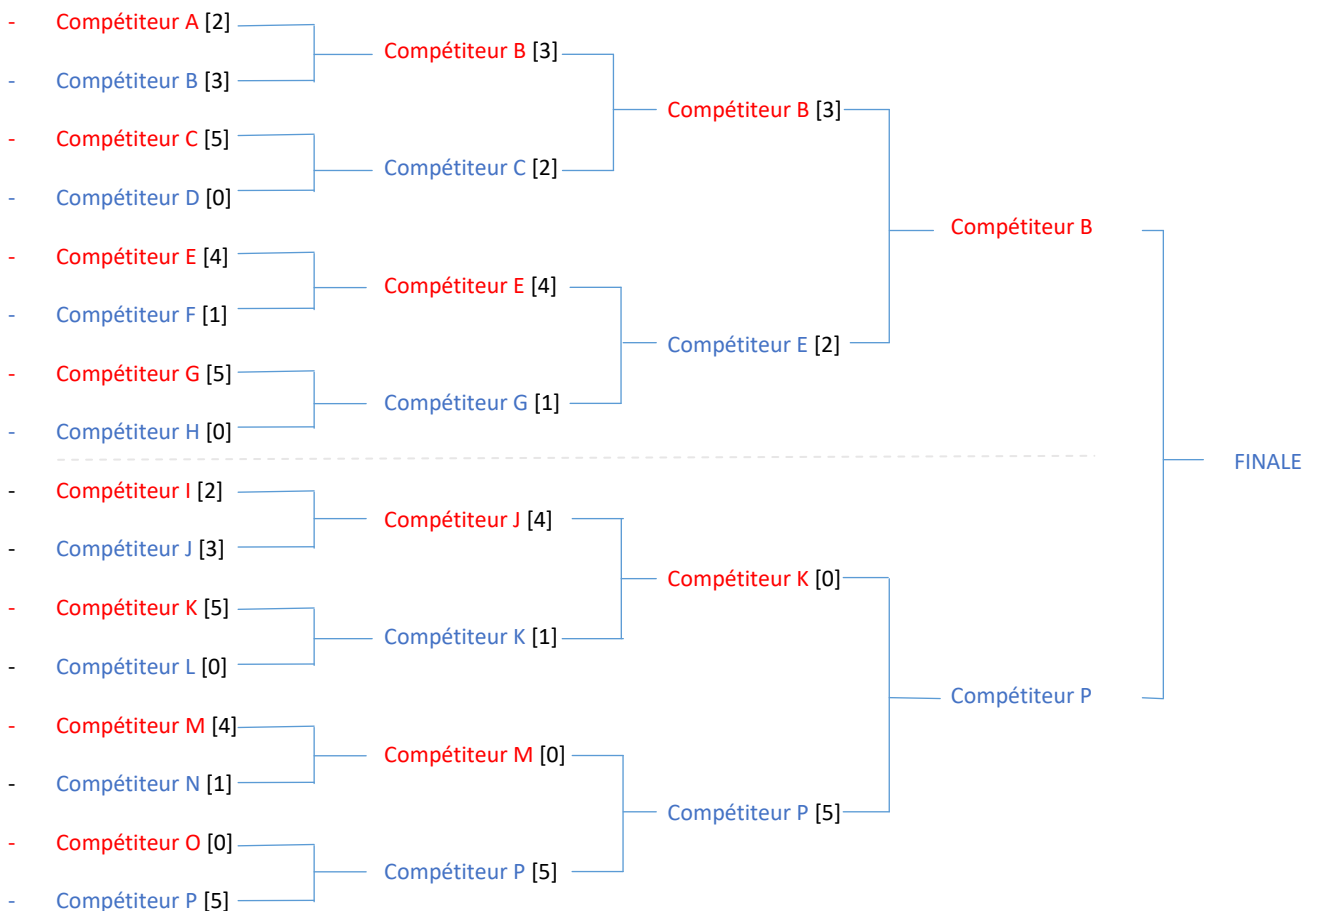 - Compétiteur A [2]
- Compétiteur B [3]
- Compétiteur C [5]
- Compétiteur D [0]
- Compétiteur E [4]
- Compétiteur F [1]
- Compétiteur G [5]
- Compétiteur H [0]
- Compétiteur I [2]
- Compétiteur J [3]
- Compétiteur K [5]
- Compétiteur L [0]
- Compétiteur M [4]
- Compétiteur N [1]
- Compétiteur O [0]
- Compétiteur P [5]
Compétiteur B [3]
Compétiteur C [2]
Compétiteur E [4]
Compétiteur G [1]
Compétiteur J [4]
Compétiteur K [1]
Compétiteur M [0]
Compétiteur P [5]
Compétiteur B [3]
Compétiteur E [2]
Compétiteur K [0]
Compétiteur P [5]
Compétiteur B
Compétiteur P
FINALE